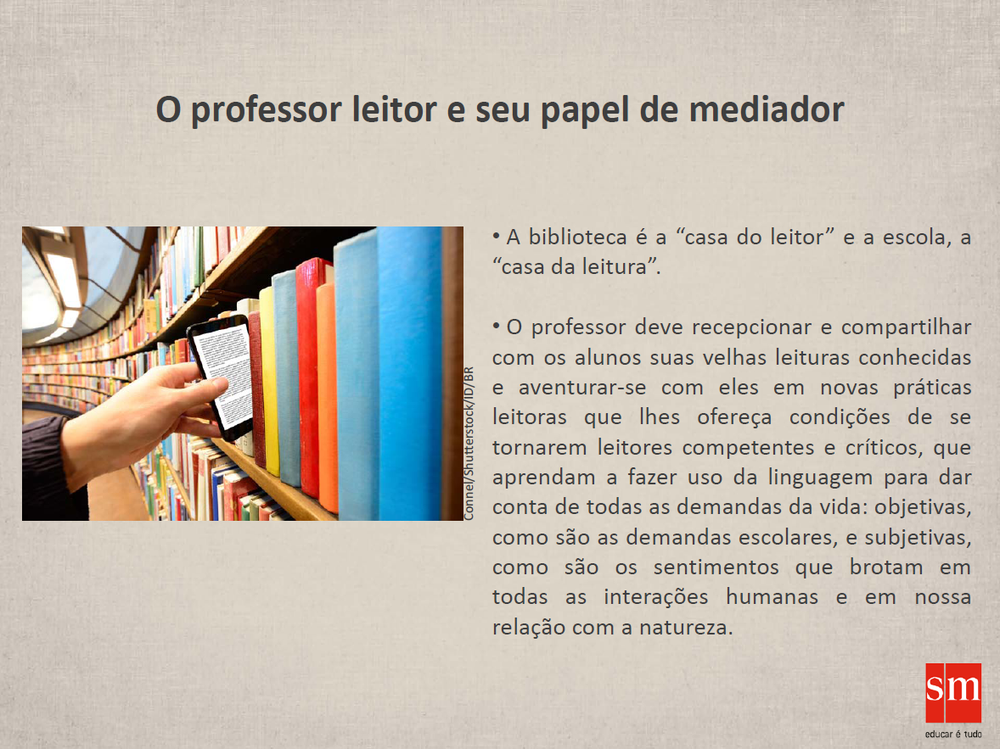 O professor leitor e seu papel de mediador
• A biblioteca é a “casa do leitor” e a escola, a
“casa da leitura”.
• O professor deve recepcionar e compartilhar
com os alunos suas velhas leituras conhecidas
e aventurar-se com eles em novas práticas
leitoras que lhes ofereça condições de se
tornarem leitores competentes e críticos, que
aprendam a fazer uso da linguagem para dar
conta de todas as demandas da vida: objetivas,
como são as demandas escolares, e subjetivas,
como são os sentimentos que brotam em
todas as interações humanas e em nossa
relação com a natureza.
Connel/Shutterstock/ID/BR
sm
educar é tudo